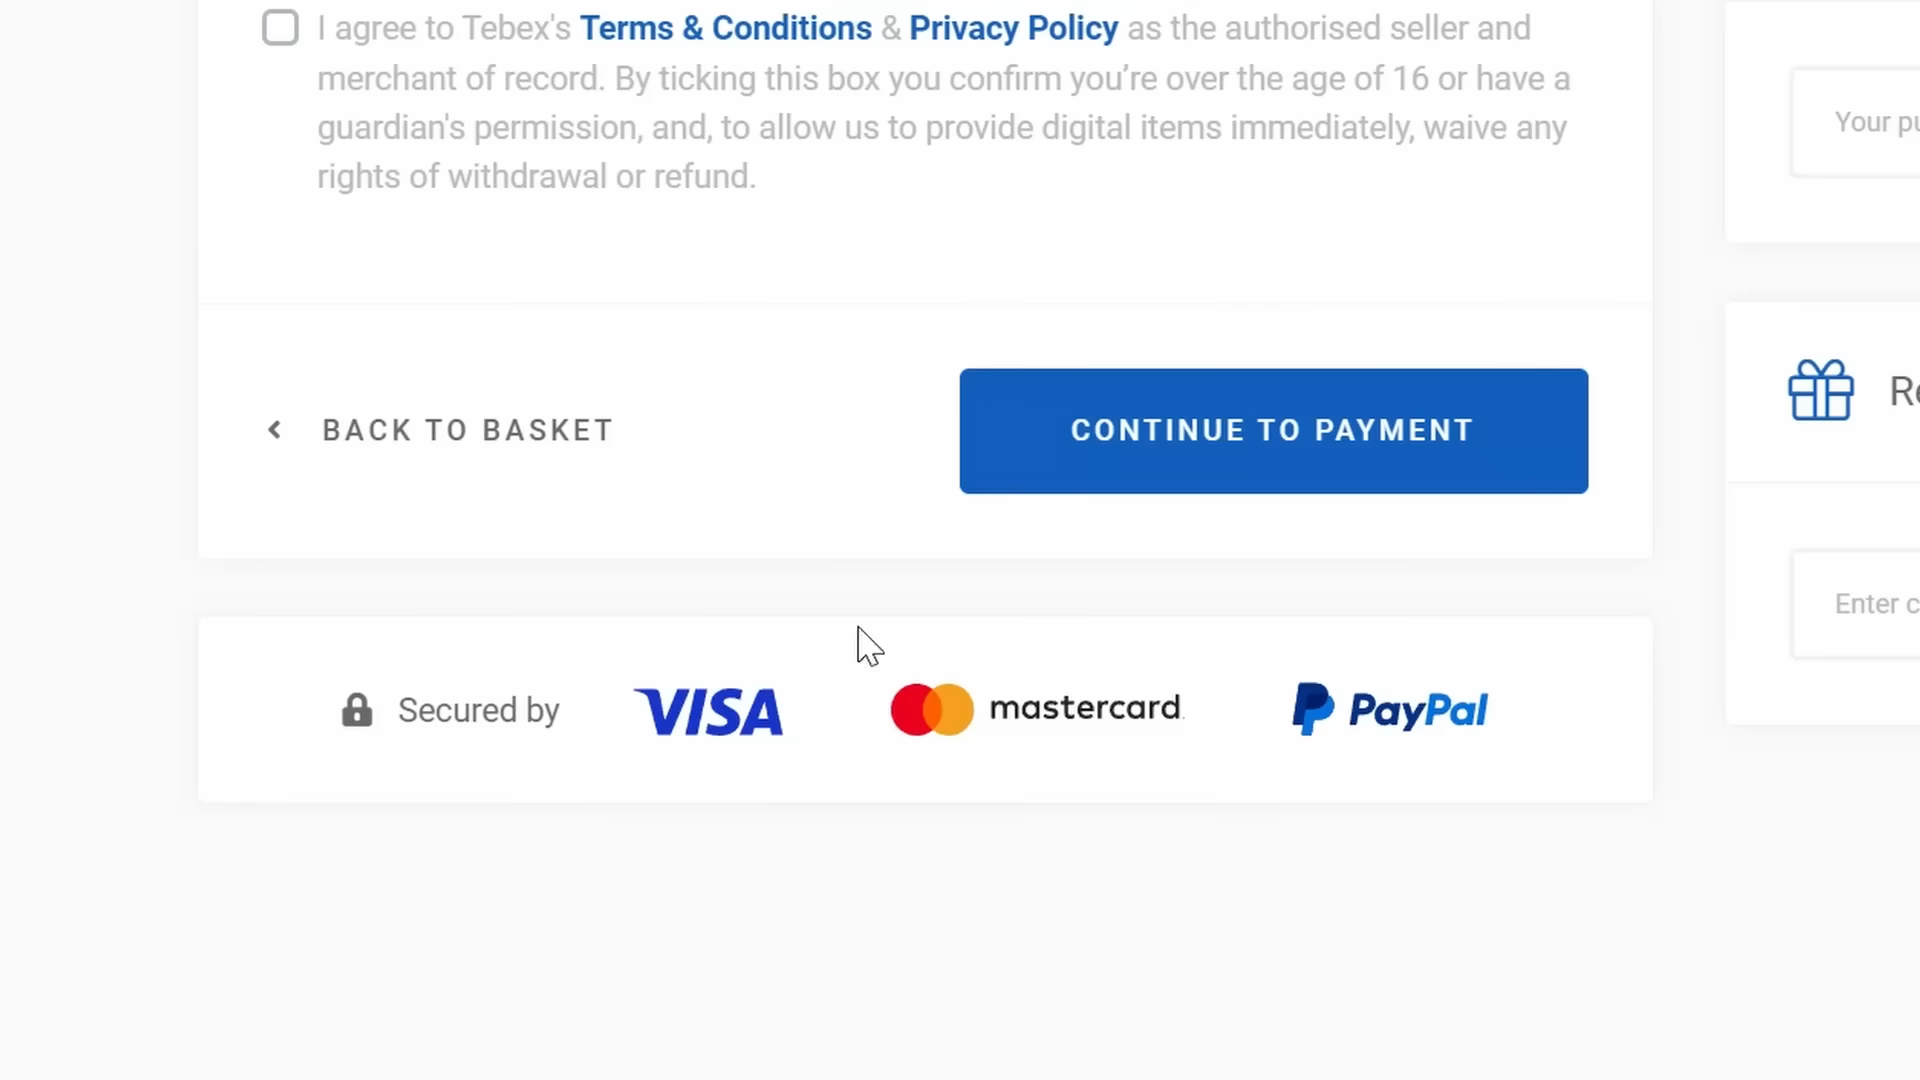 I agree to Tebex's Terms & Conditions & Privacy Policy as the authorised seller and
merchant of record. By ticking this box you confirm you’re over the age of 16 or have a
guardian's permission, and, to allow us to provide digital items immediately, waive any
rights of withdrawal or refund.
BACK TO BASKET
CONTINUE TO PAYMENT
Secured by
VISA
mastercard.
PayPal
Your
Enter